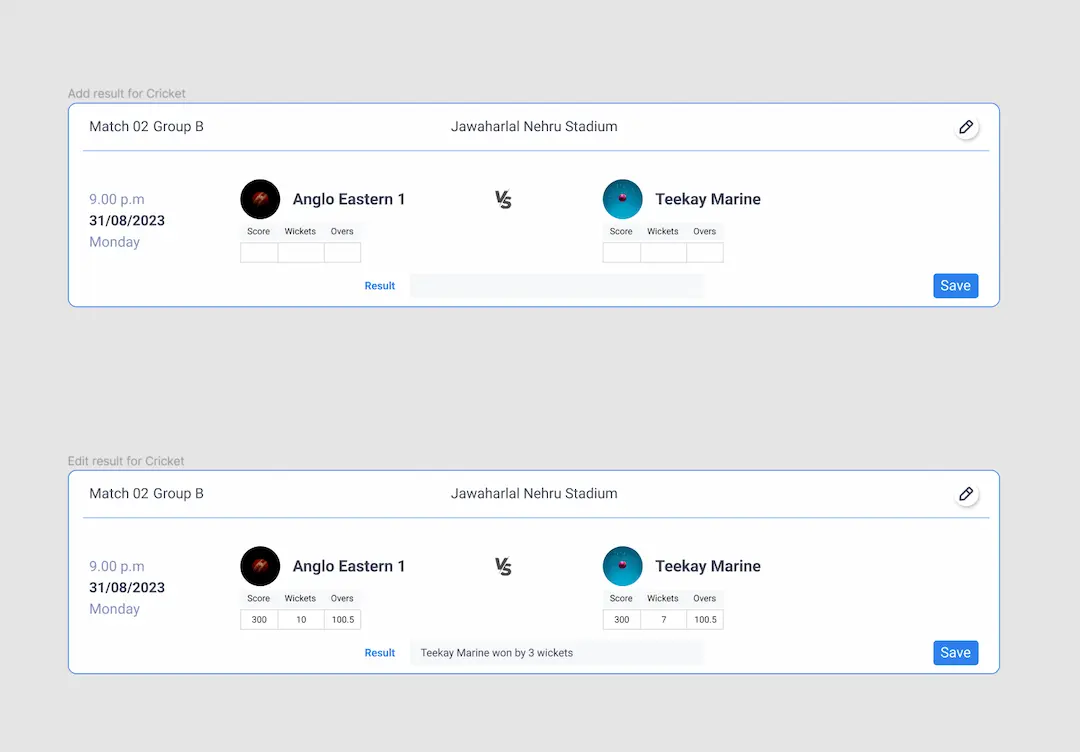 Add result for Cricket
Match 02 Group B
Jawaharlal Nehru Stadium
9.00 p.m
31/08/2023
Monday
Anglo Eastern 1
VS
Teekay Marine
Score Wickets Overs
Score Wickets Overs
Result
Save
Edit result for Cricket
Match 02 Group B
Jawaharlal Nehru Stadium
9.00 p.m
31/08/2023
Monday
Anglo Eastern 1
VS
Teekay Marine
Score Wickets Overs
300 10 100.5
Score Wickets Overs
300 7 100.5
Result
Teekay Marine won by 3 wickets
Save